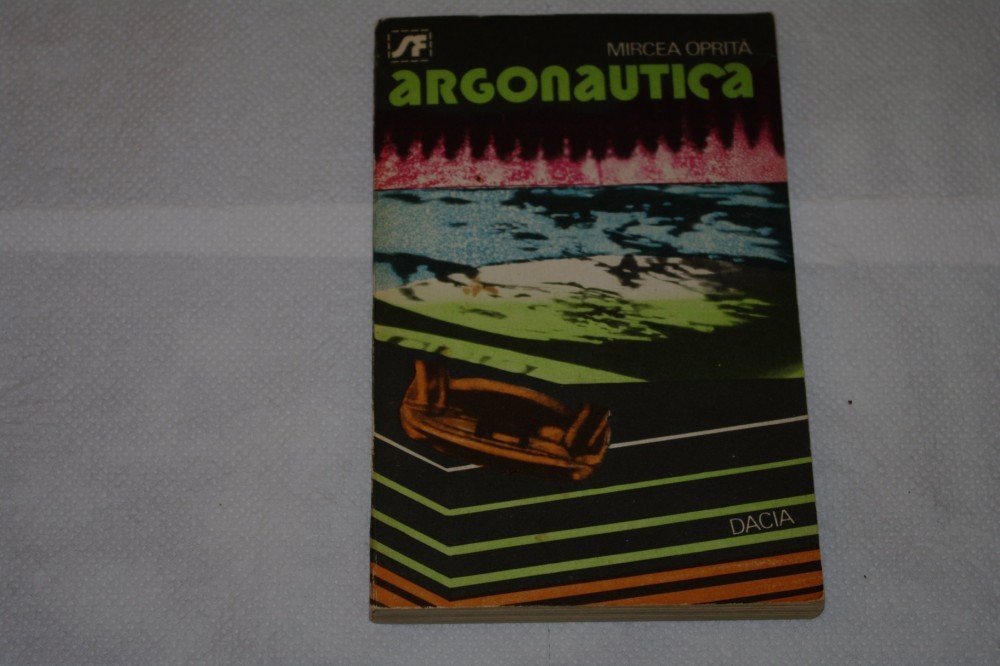 SF
MIRCEA OPRIȚĂ
ARGONAUTICA
DACIA